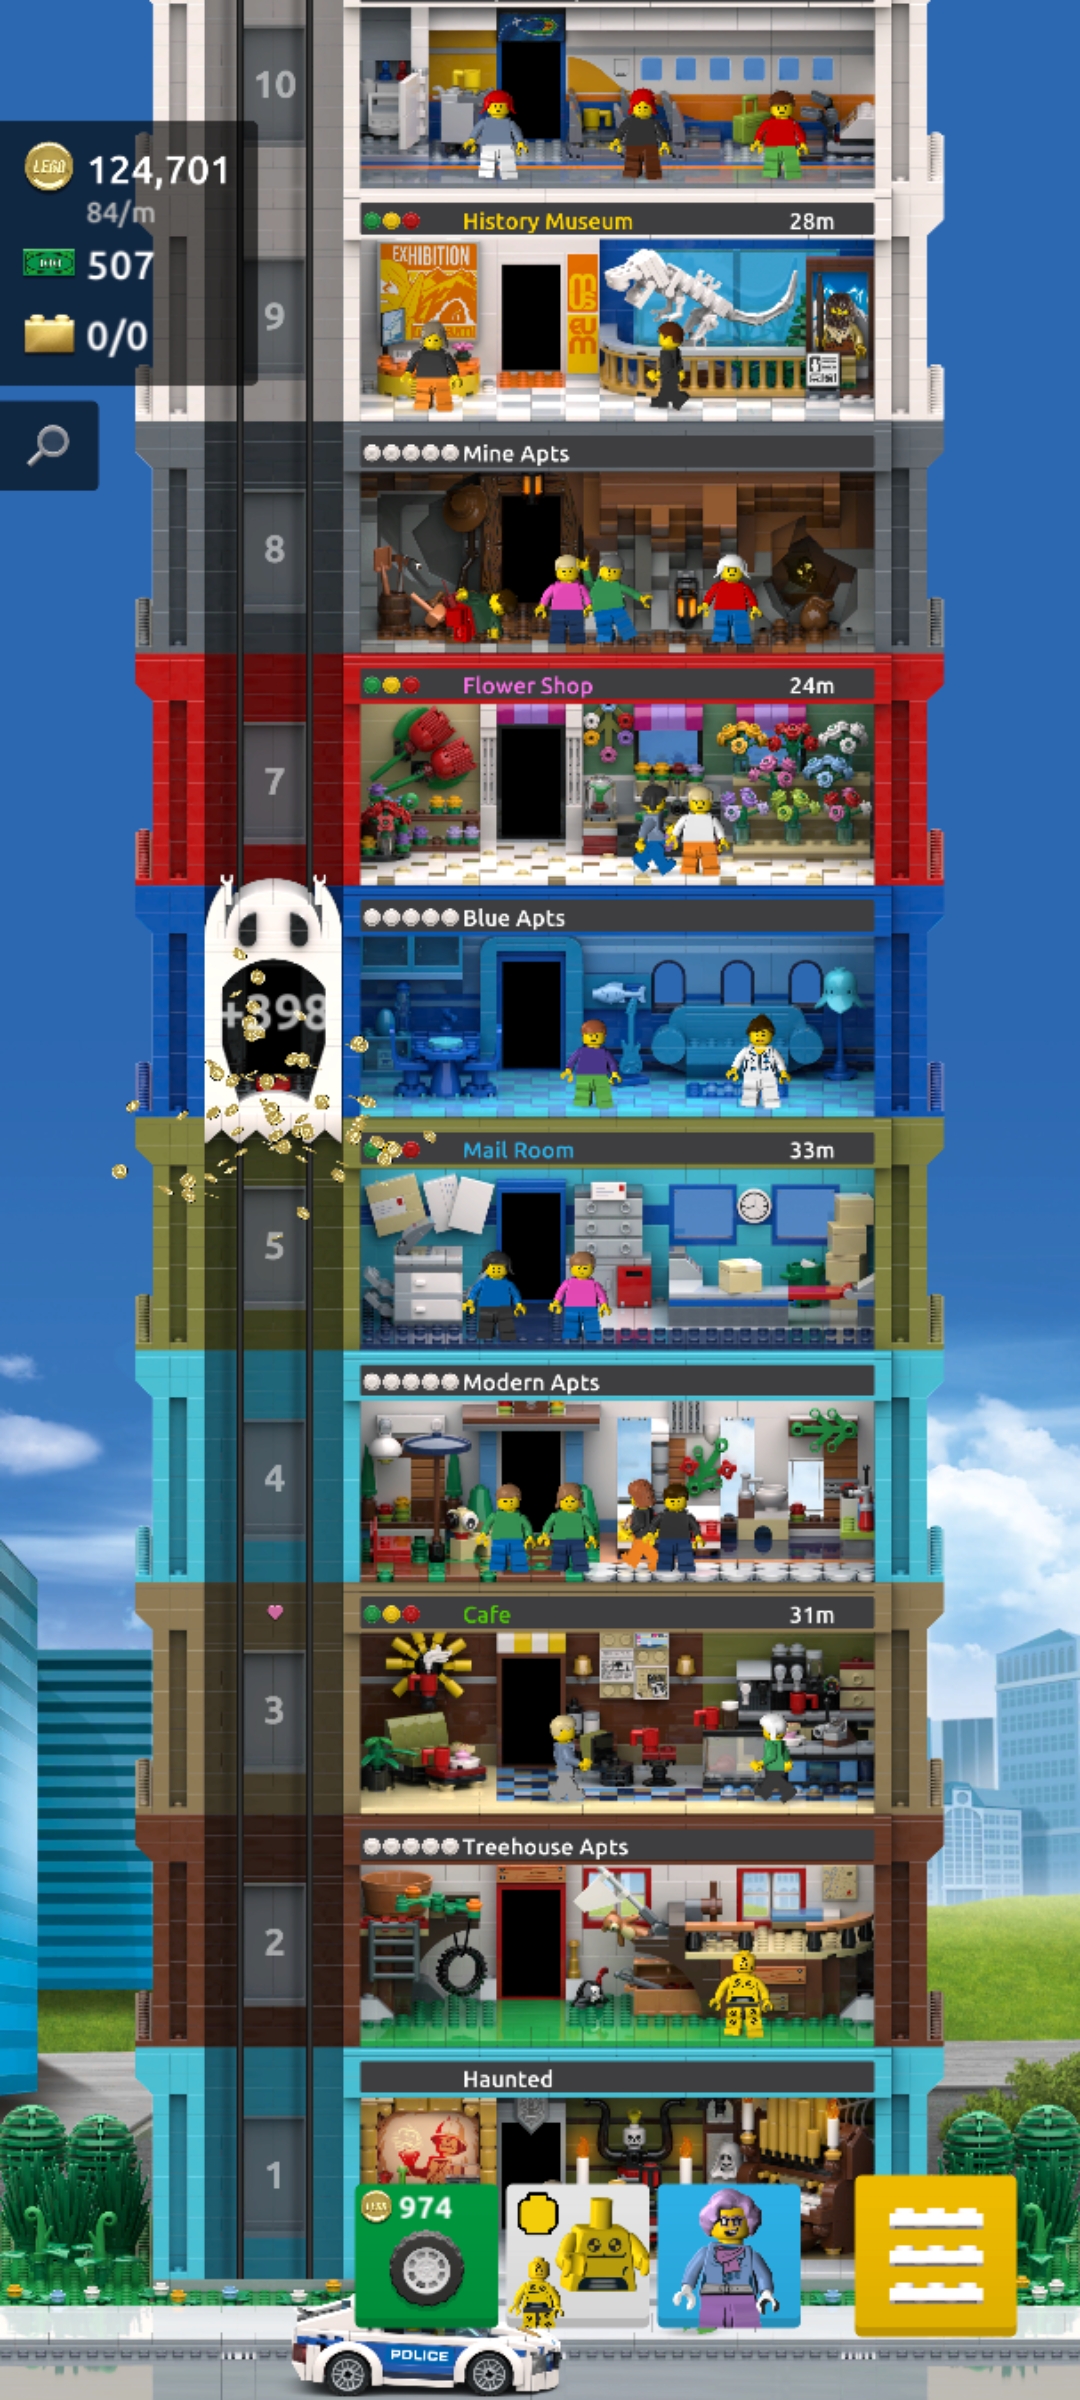 10
LEGO 124,701
84/m
507
0/0
History Museum 28m
EXHIBITION
9
Mine Apts
8
Flower Shop 24m
7
Blue Apts
+398
Mail Room 33m
5
Modern Apts
4
Cafe 31m
3
Treehouse Apts
2
Haunted
1
974
POLICE